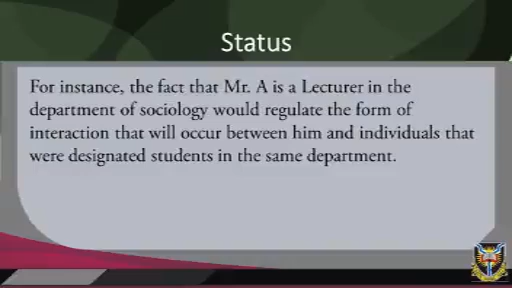 Status
For instance, the fact that Mr. A is a Lecturer in the
department of sociology would regulate the form of
interaction that will occur between him and individuals that
were designated students in the same department.